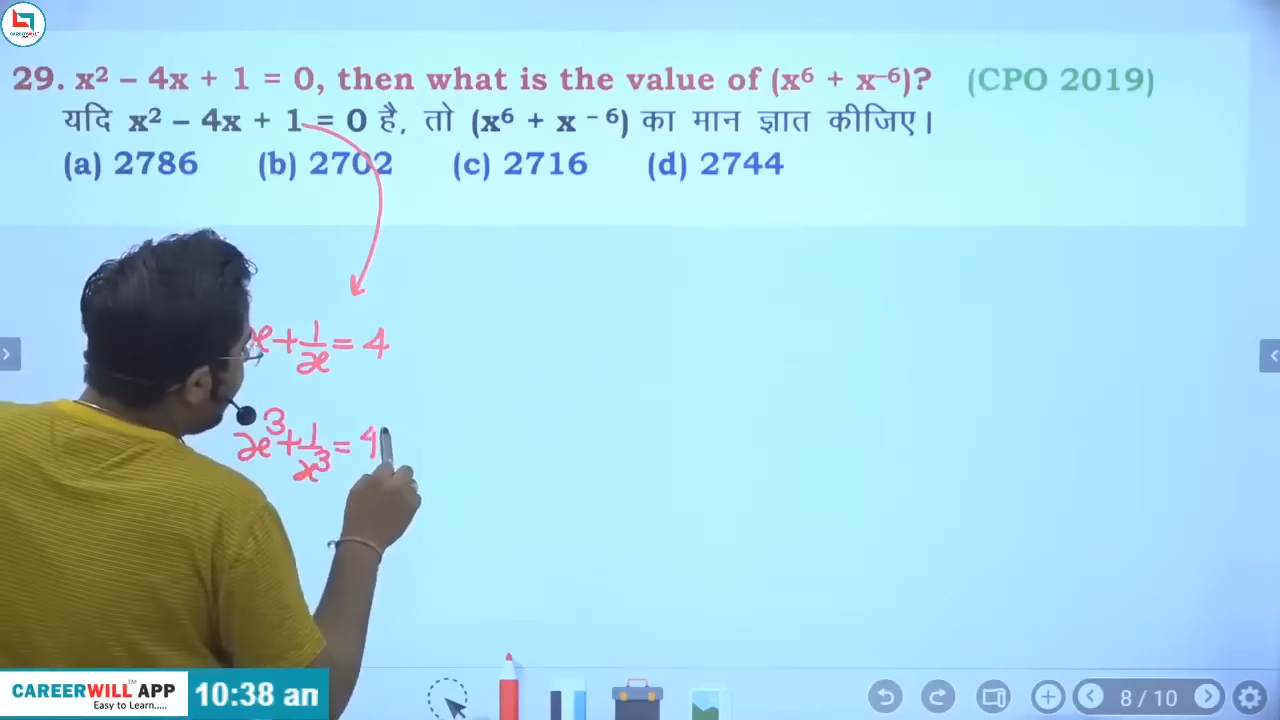 CAREERWILL
29. x² – 4x + 1 = 0, then what is the value of (x⁶ + x⁻⁶)? (CPO 2019)
यदि x² – 4x + 1 = 0 है, तो (x⁶ + x⁻⁶) का मान ज्ञात कीजिए।
(a) 2786 (b) 2702 (c) 2716 (d) 2744
x + 1/x = 4
x³ + 1/x³ = 4
CAREERWILL™ APP
Easy to Learn.....
10:38 am
8 / 10